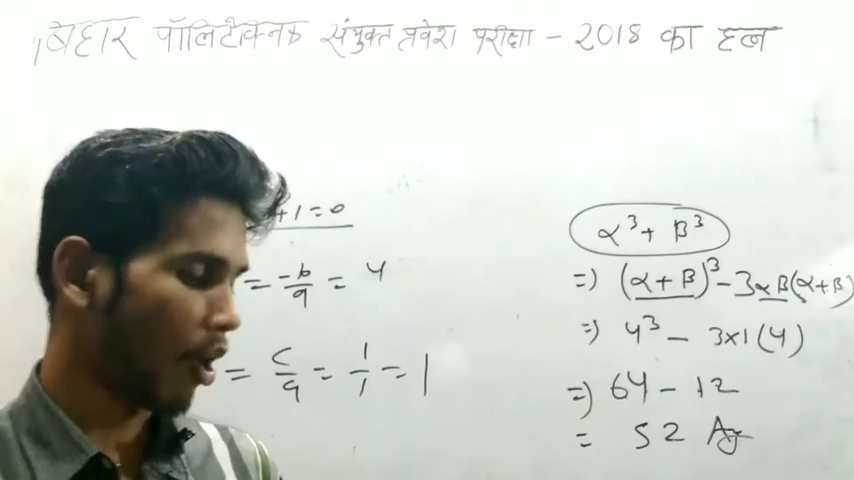 बिहार पॉलिटेक्निक संयुक्त प्रवेश परीक्षा - 2018 का हल
+1=0
= -b/a = 4
= c/a = 1/1 = 1
α³ + β³
=) (α + β)³ - 3αβ(α+β)
=) 4³ - 3×1(4)
=) 64 - 12
= 52 Ay